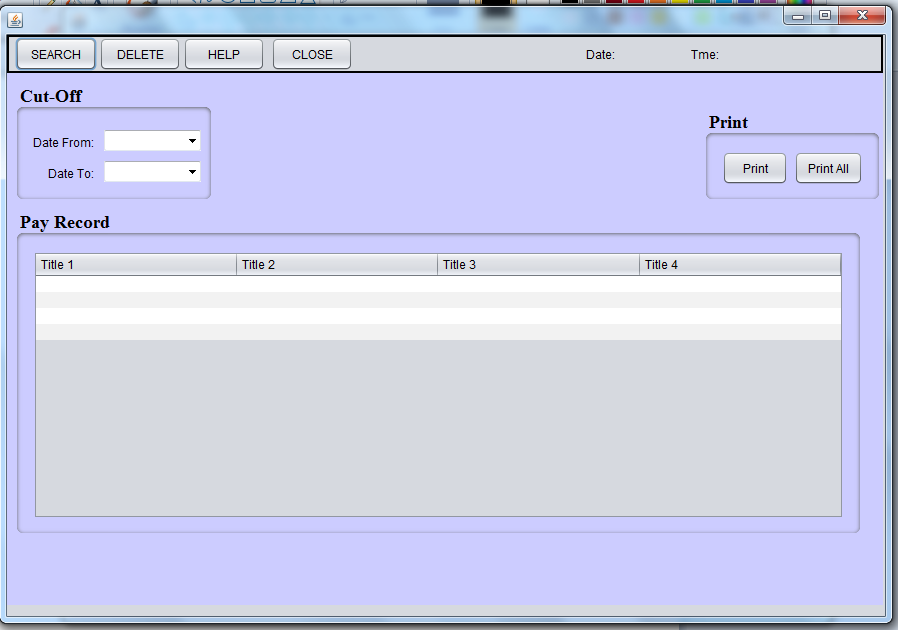 SEARCH DELETE HELP CLOSE Date: Tme:
Cut-Off
Date From:
Date To:
Print
Print Print All
Pay Record
Title 1 Title 2 Title 3 Title 4